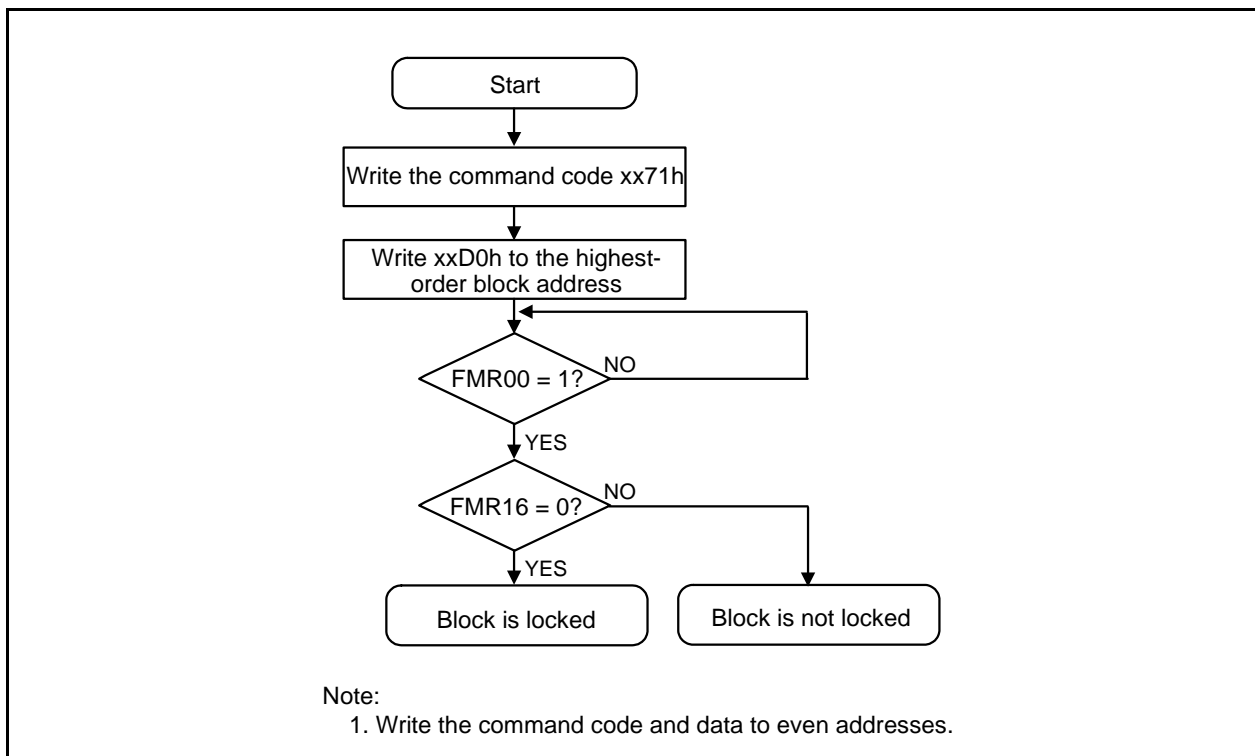 Start
Write the command code xx71h
Write xxD0h to the highest-
order block address
FMR00 = 1?
NO
YES
FMR16 = 0?
NO
YES
Block is locked
Block is not locked
Note:
1. Write the command code and data to even addresses.